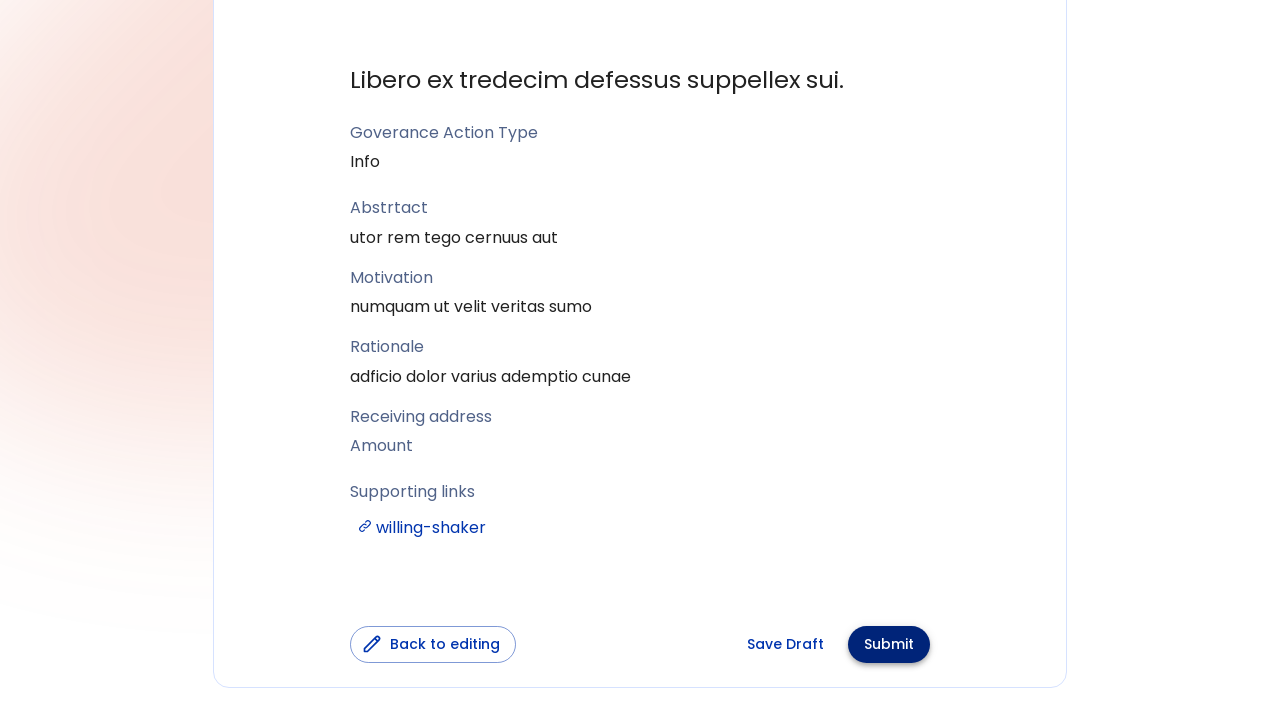 Libero ex tredecim defessus suppellex sui.
Goverance Action Type
Info
Abstrtact
utor rem tego cernuus aut
Motivation
numquam ut velit veritas sumo
Rationale
adficio dolor varius ademptio cunae
Receiving address
Amount
Supporting links
willing-shaker
Back to editing
Save Draft
Submit